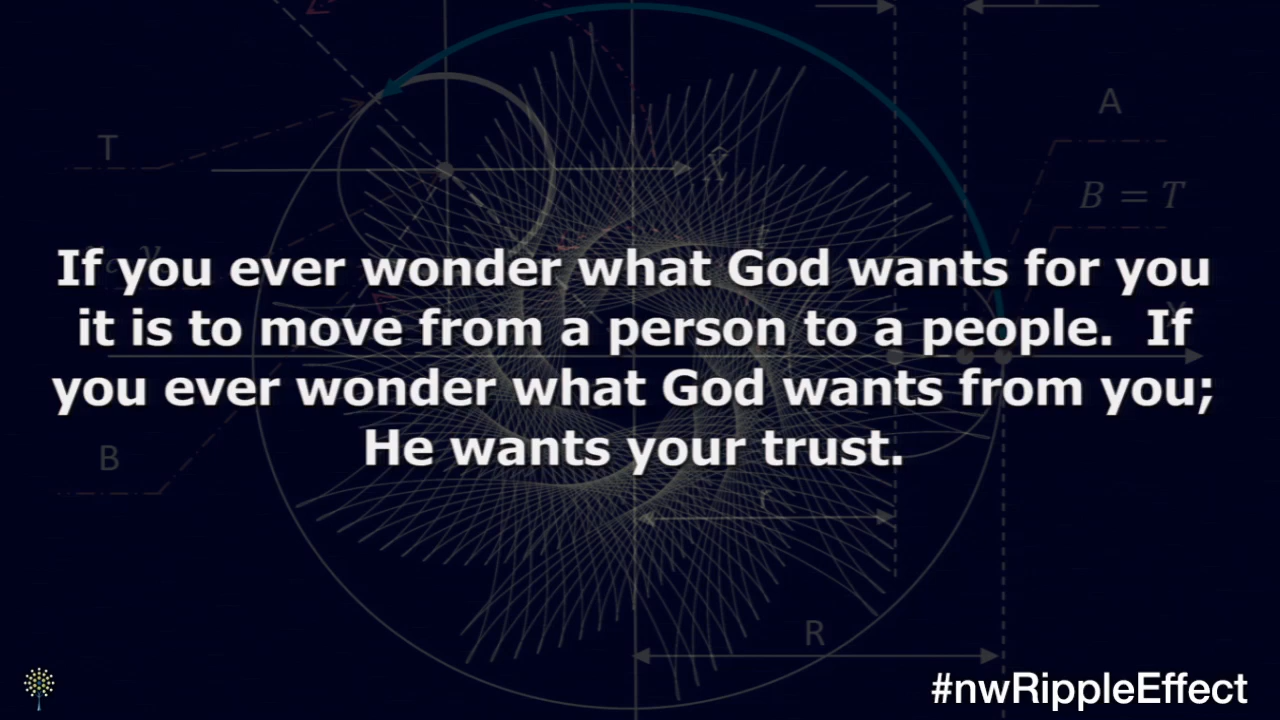 T
A
X̂
B = T
If you ever wonder what God wants for you
it is to move from a person to a people.  If
you ever wonder what God wants from you;
He wants your trust.
B
r
R
#nwRippleEffect